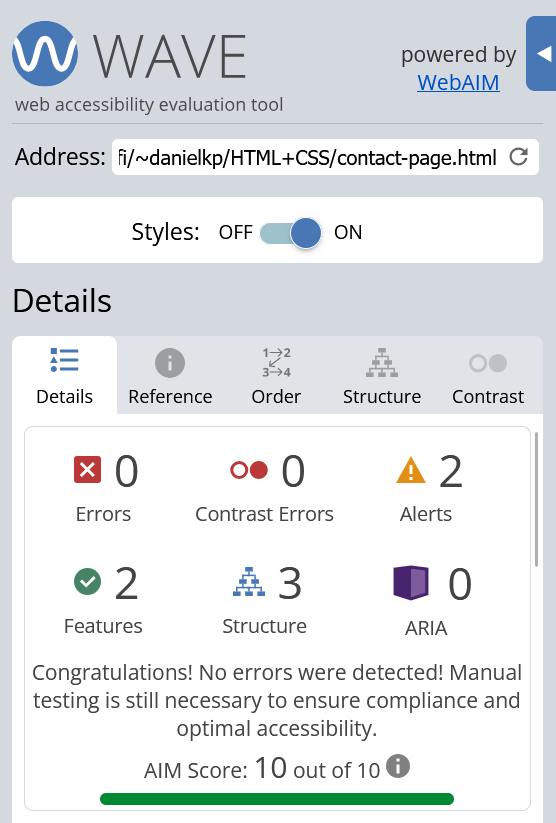 WAVE
web accessibility evaluation tool
powered by
WebAIM
Address: fi/~danielkp/HTML+CSS/contact-page.html
Styles: OFF ON
Details
1 2
3 4
Details Reference Order Structure Contrast
0 0 2
Errors Contrast Errors Alerts
2 3 0
Features Structure ARIA
Congratulations! No errors were detected! Manual
testing is still necessary to ensure compliance and
optimal accessibility.
AIM Score: 10 out of 10